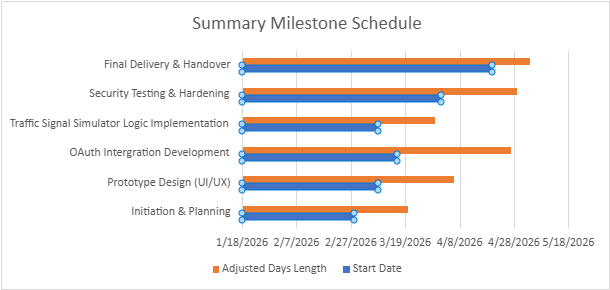 Summary Milestone Schedule
Final Delivery & Handover
Security Testing & Hardening
Traffic Signal Simulator Logic Implementation
OAuth Intergration Development
Prototype Design (UI/UX)
Initiation & Planning
1/18/2026 2/7/2026 2/27/2026 3/19/2026 4/8/2026 4/28/2026 5/18/2026
Adjusted Days Length Start Date